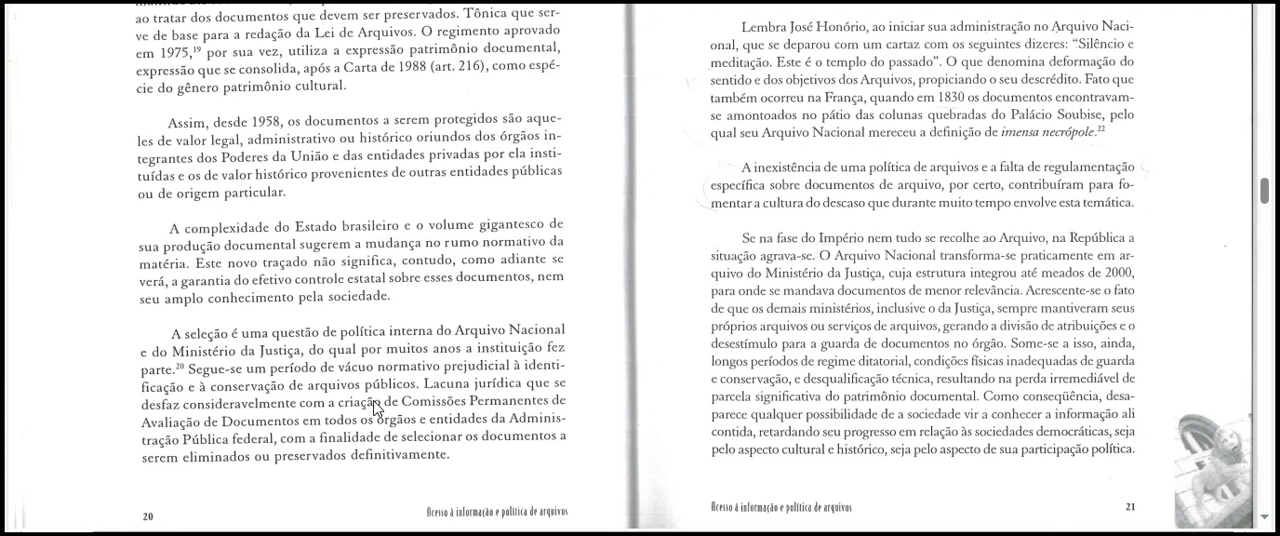 ao tratar dos documentos que devem ser preservados. Tônica que ser-
ve de base para a redação da Lei de Arquivos. O regimento aprovado
em 1975,¹⁹ por sua vez, utiliza a expressão patrimônio documental,
expressão que se consolida, após a Carta de 1988 (art. 216), como espé-
cie do gênero patrimônio cultural.
Assim, desde 1958, os documentos a serem protegidos são aque-
les de valor legal, administrativo ou histórico oriundos dos órgãos in-
tegrantes dos Poderes da União e das entidades privadas por ela insti-
tuídas e os de valor histórico provenientes de outras entidades públicas
ou de origem particular.
A complexidade do Estado brasileiro e o volume gigantesco de
sua produção documental sugerem a mudança no rumo normativo da
matéria. Este novo traçado não significa, contudo, como adiante se
verá, a garantia do efetivo controle estatal sobre esses documentos, nem
seu amplo conhecimento pela sociedade.
A seleção é uma questão de política interna do Arquivo Nacional
e do Ministério da Justiça, do qual por muitos anos a instituição fez
parte.²⁰ Segue-se um período de vácuo normativo prejudicial à identi-
ficação e à conservação de arquivos públicos. Lacuna jurídica que se
desfaz consideravelmente com a criação de Comissões Permanentes de
Avaliação de Documentos em todos os órgãos e entidades da Adminis-
tração Pública federal, com a finalidade de selecionar os documentos a
serem eliminados ou preservados definitivamente.
20
Acesso à informação e política de arquivos
Lembra José Honório, ao iniciar sua administração no Arquivo Naci-
onal, que se deparou com um cartaz com os seguintes dizeres: “Silêncio e
meditação. Este é o templo do passado”. O que denomina deformação do
sentido e dos objetivos dos Arquivos, propiciando o seu descrédito. Fato que
também ocorreu na França, quando em 1830 os documentos encontravam-
se amontoados no pátio das colunas quebradas do Palácio Soubise, pelo
qual seu Arquivo Nacional mereceu a definição de imensa necrópole.²²
A inexistência de uma política de arquivos e a falta de regulamentação
específica sobre documentos de arquivo, por certo, contribuíram para fo-
mentar a cultura do descaso que durante muito tempo envolve esta temática.
Se na fase do Império nem tudo se recolhe ao Arquivo, na República a
situação agrava-se. O Arquivo Nacional transforma-se praticamente em ar-
quivo do Ministério da Justiça, cuja estrutura integrou até meados de 2000,
para onde se mandava documentos de menor relevância. Acrescente-se o fato
de que os demais ministérios, inclusive o da Justiça, sempre mantiveram seus
próprios arquivos ou serviços de arquivos, gerando a divisão de atribuições e o
desestímulo para a guarda de documentos no órgão. Some-se a isso, ainda,
longos períodos de regime ditatorial, condições físicas inadequadas de guarda
e conservação, e desqualificação técnica, resultando na perda irremediável de
parcela significativa do patrimônio documental. Como conseqüência, desa-
parece qualquer possibilidade de a sociedade vir a conhecer a informação ali
contida, retardando seu progresso em relação às sociedades democráticas, seja
pelo aspecto cultural e histórico, seja pelo aspecto de sua participação política.
Acesso à informação e política de arquivos
21